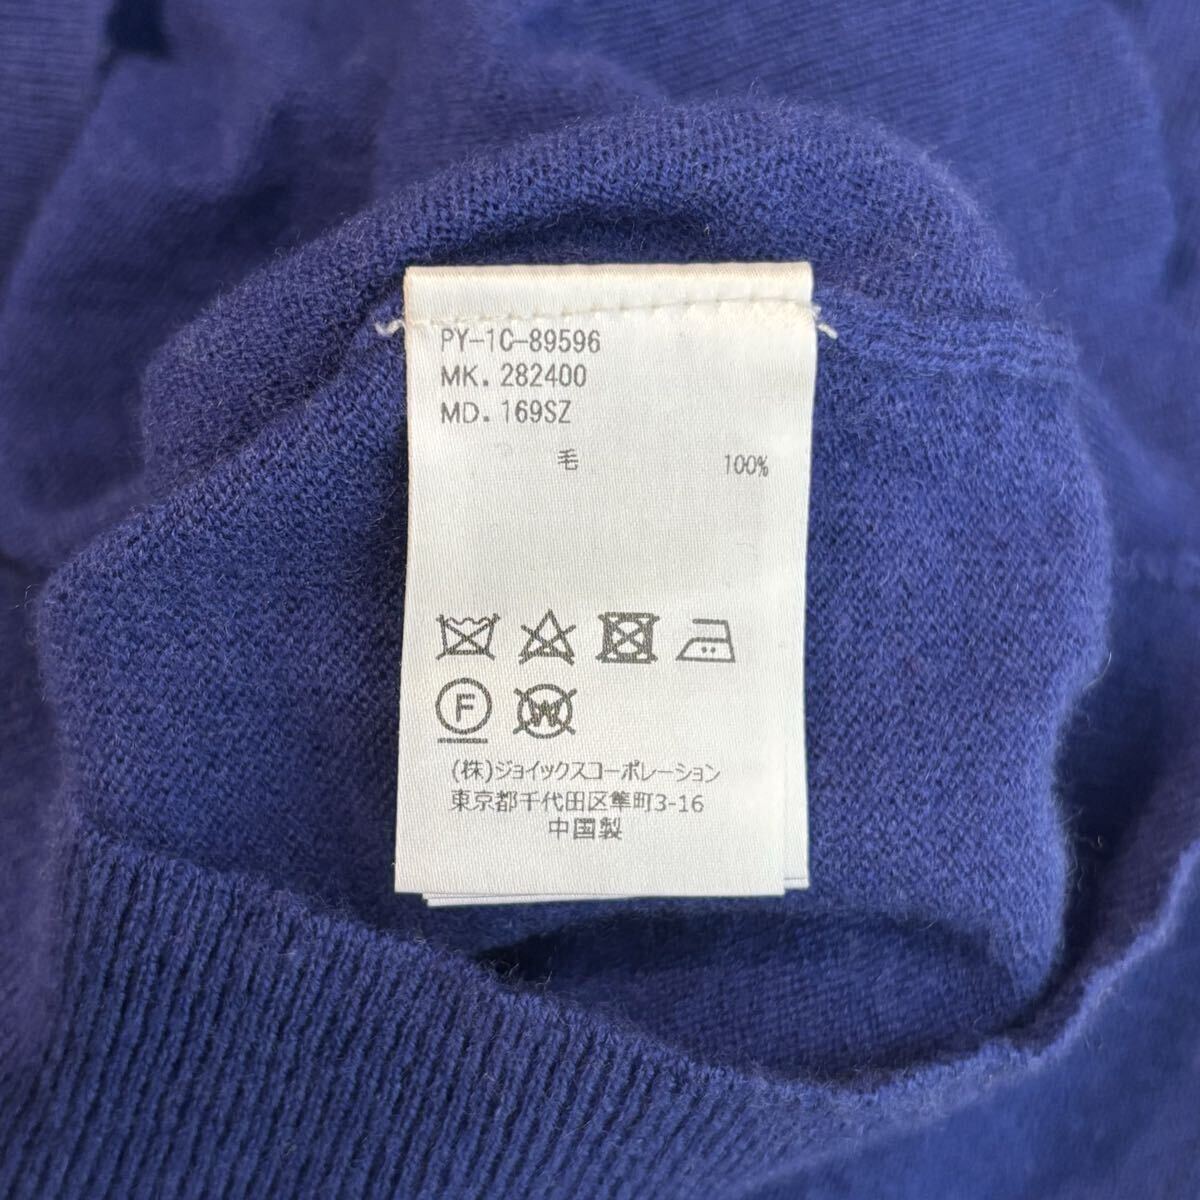 PY-1C-89596
MK. 282400
MD. 169SZ
毛 100%
F W
(株)ジョイックスコーポレーション
東京都千代田区隼町3-16
中国製